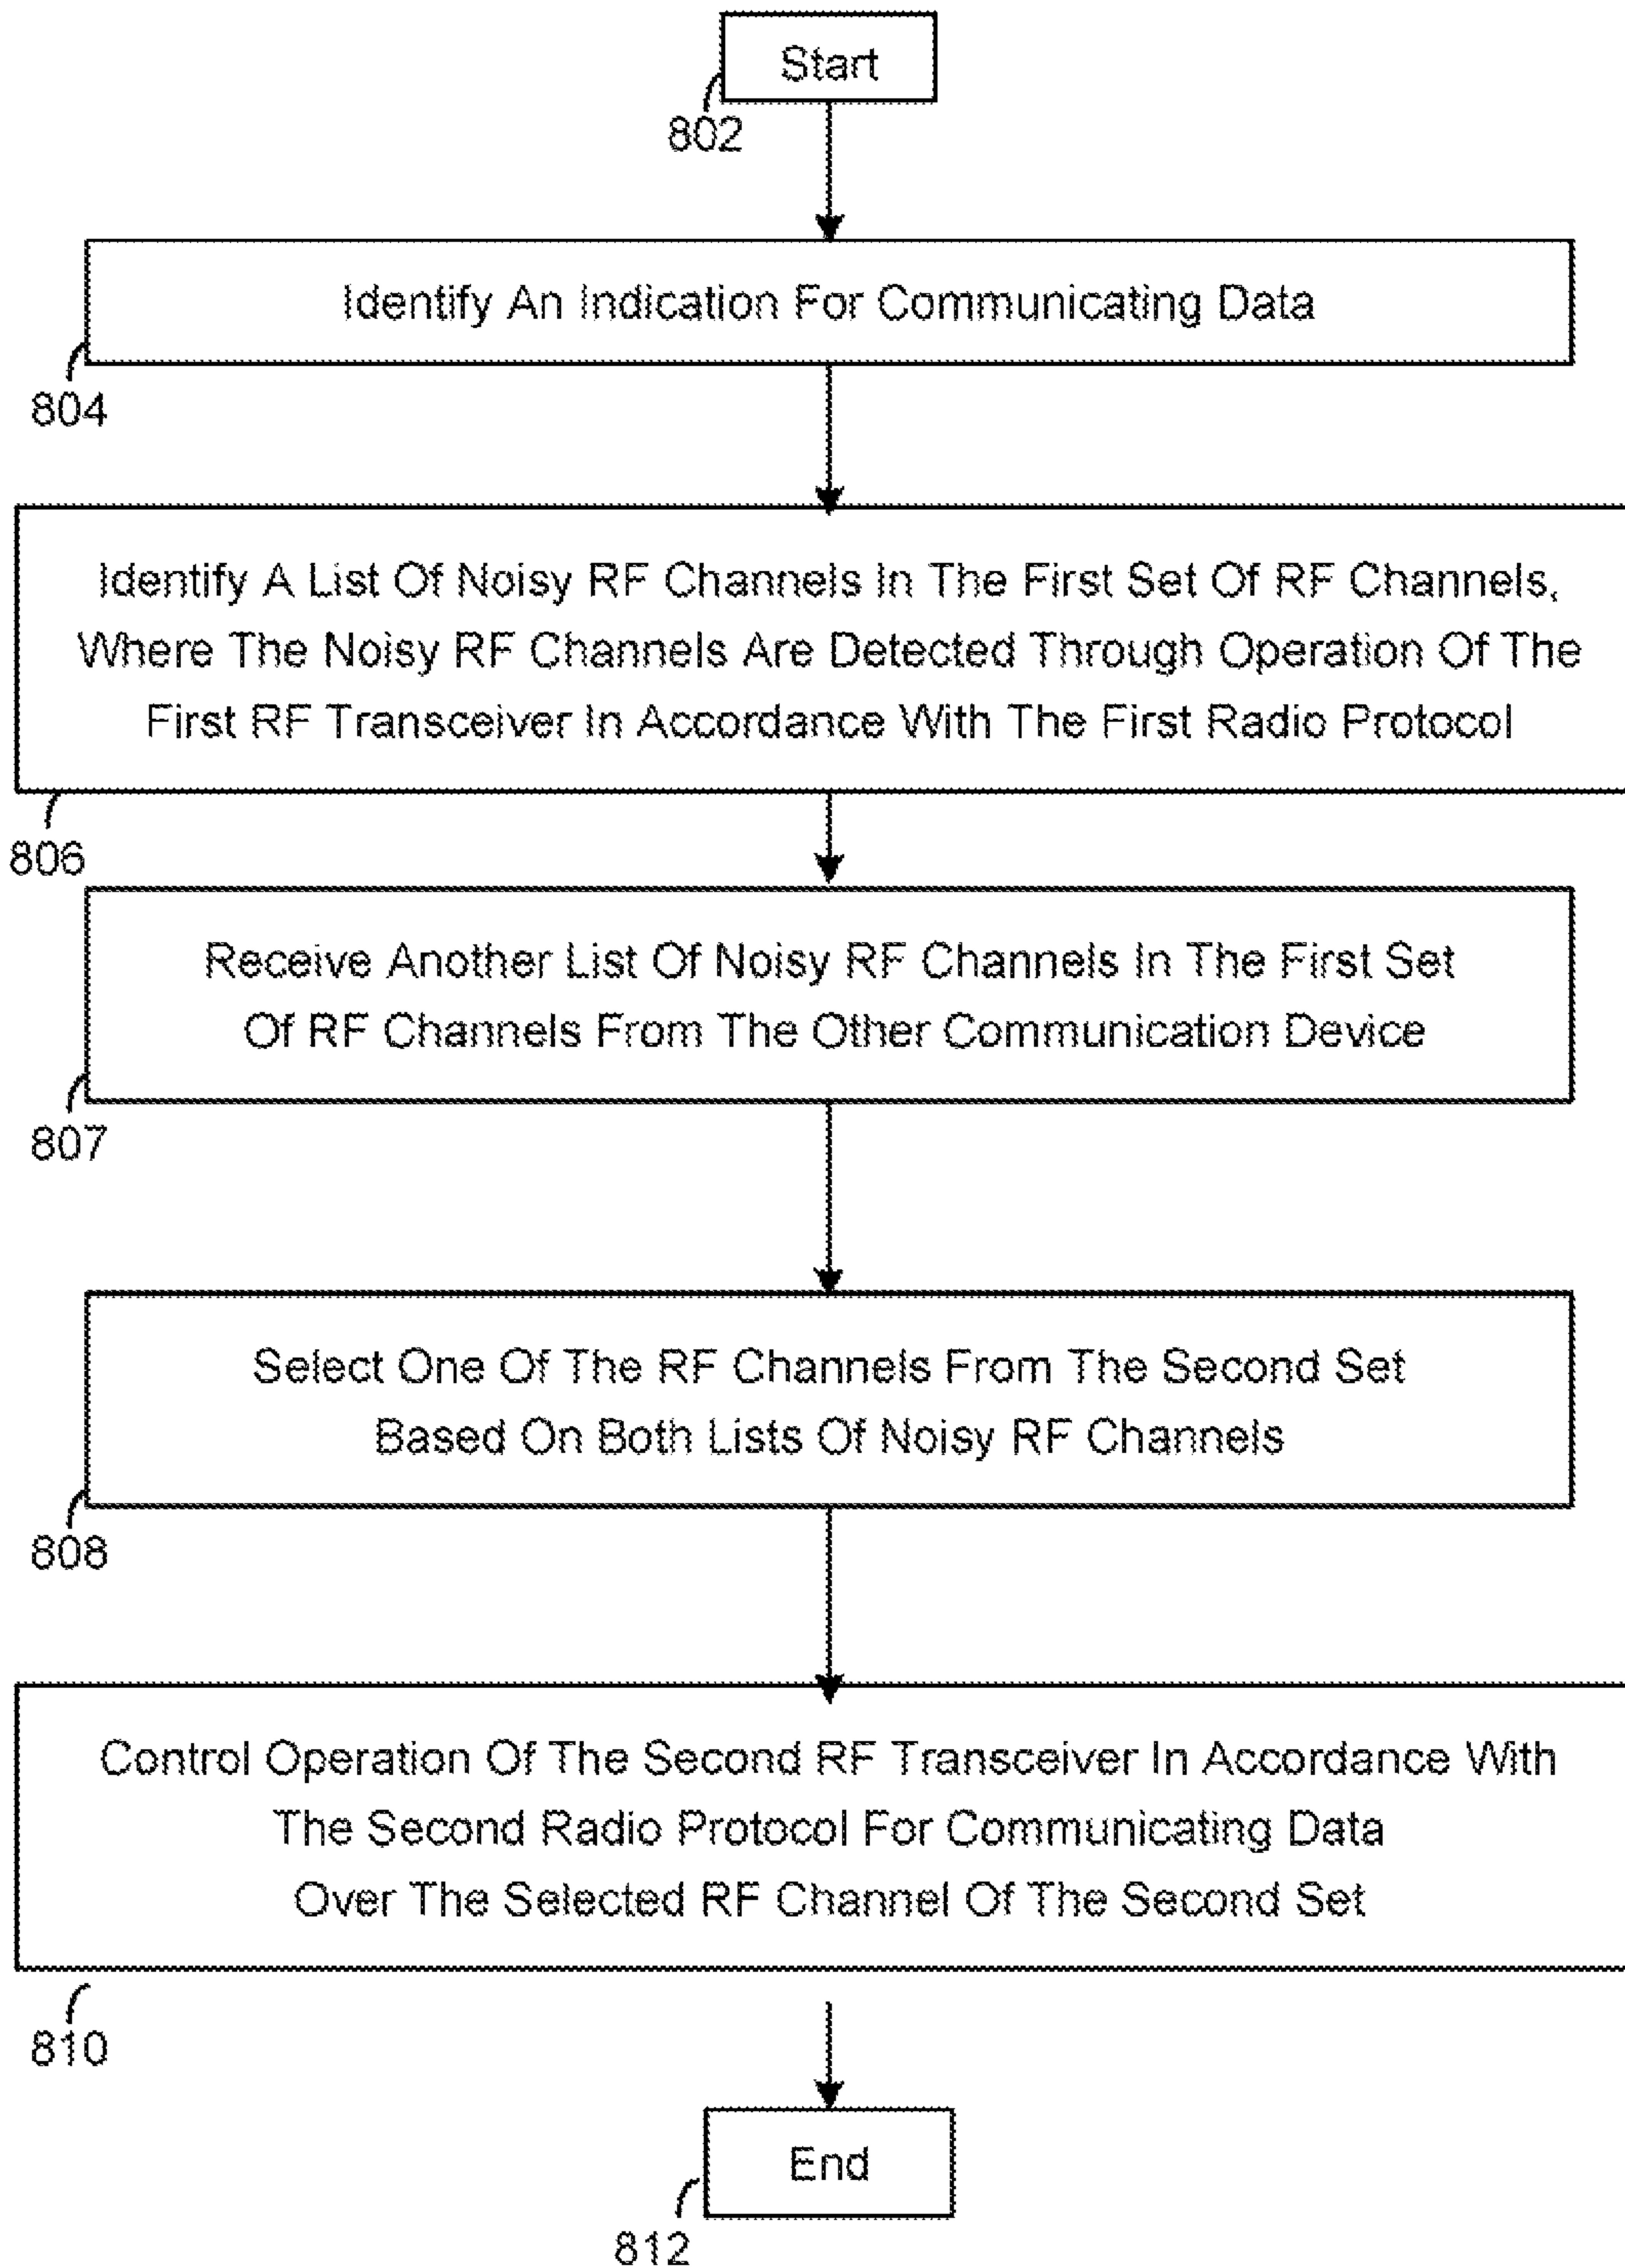 Start
802
Identify An Indication For Communicating Data
804
Identify A List Of Noisy RF Channels In The First Set Of RF Channels,
Where The Noisy RF Channels Are Detected Through Operation Of The
First RF Transceiver In Accordance With The First Radio Protocol
806
Receive Another List Of Noisy RF Channels In The First Set
Of RF Channels From The Other Communication Device
807
Select One Of The RF Channels From The Second Set
Based On Both Lists Of Noisy RF Channels
808
Control Operation Of The Second RF Transceiver In Accordance With
The Second Radio Protocol For Communicating Data
Over The Selected RF Channel Of The Second Set
810
End
812